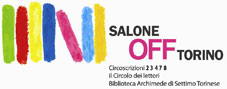 SALONE
OFF TORINO
Circoscrizioni 2 3 4 7 8
il Circolo dei lettori
Biblioteca Archimede di Settimo Torinese